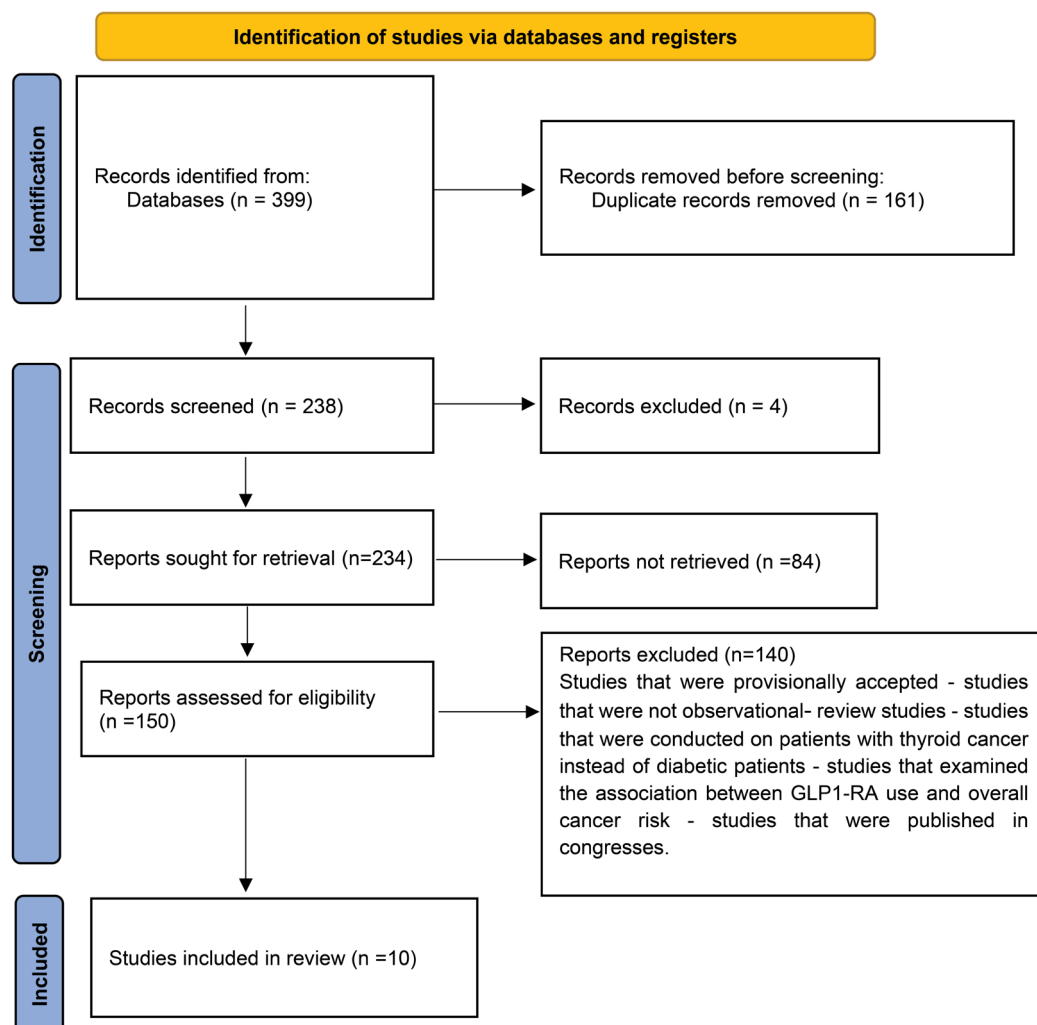 Identification of studies via databases and registers
Identification
Records identified from:
Databases (n = 399)
Records removed before screening:
Duplicate records removed (n = 161)
Screening
Records screened (n = 238)
Records excluded (n = 4)
Reports sought for retrieval (n=234)
Reports not retrieved (n =84)
Reports assessed for eligibility
(n =150)
Reports excluded (n=140)
Studies that were provisionally accepted - studies
that were not observational- review studies - studies
that were conducted on patients with thyroid cancer
instead of diabetic patients - studies that examined
the association between GLP1-RA use and overall
cancer risk - studies that were published in
congresses.
Included
Studies included in review (n =10)